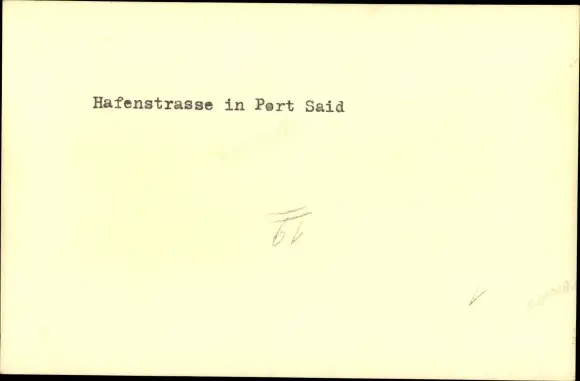 Hafenstrasse in Port Said